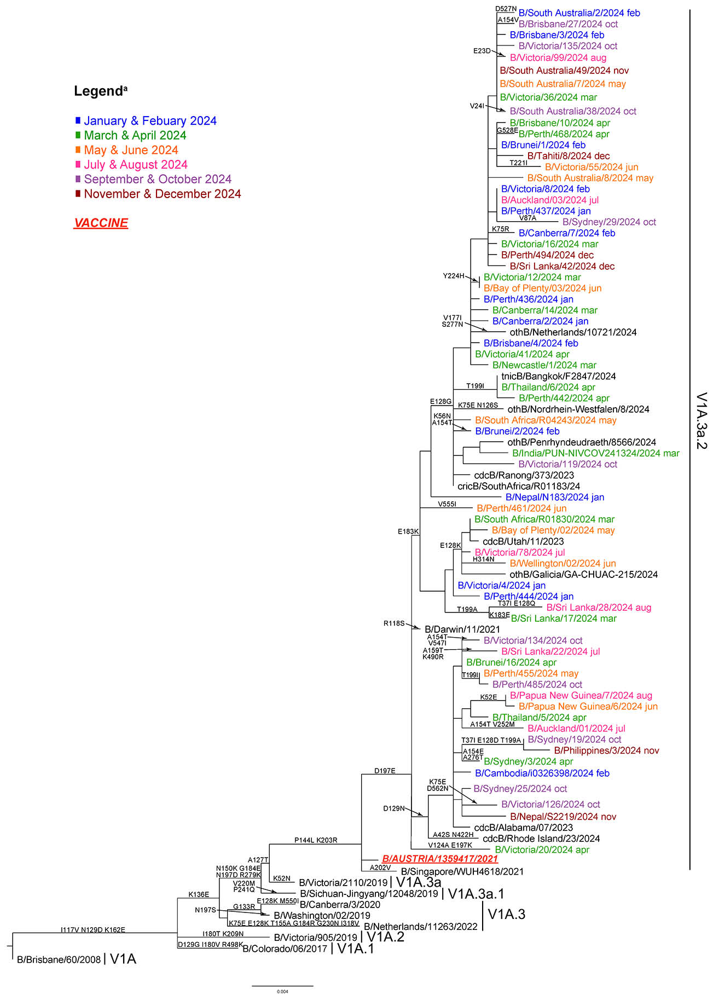 D527N
B/South Australia/2/2024 feb
A154V
B/Brisbane/27/2024 oct
B/Brisbane/3/2024 feb
B/Victoria/135/2024 oct
E23D
B/Victoria/99/2024 aug
B/South Australia/49/2024 nov
B/South Australia/7/2024 may
B/Victoria/36/2024 mar
V24I
B/South Australia/38/2024 oct
B/Brisbane/10/2024 apr
G528E
B/Perth/468/2024 apr
B/Brunei/1/2024 feb
B/Tahiti/8/2024 dec
T221I
B/Victoria/55/2024 jun
B/South Australia/8/2024 may
B/Victoria/8/2024 feb
B/Auckland/03/2024 jul
B/Perth/437/2024 jan
V87A
B/Sydney/29/2024 oct
K75R
B/Canberra/7/2024 feb
B/Victoria/16/2024 mar
B/Perth/494/2024 dec
B/Sri Lanka/42/2024 dec
Y224H
B/Victoria/12/2024 mar
B/Bay of Plenty/03/2024 jun
B/Perth/436/2024 jan
B/Canberra/14/2024 mar
V177I
S277N
B/Canberra/2/2024 jan
othB/Netherlands/10721/2024
B/Brisbane/4/2024 feb
B/Victoria/41/2024 apr
B/Newcastle/1/2024 mar
tnicB/Bangkok/F2847/2024
T199I
B/Thailand/6/2024 apr
B/Perth/442/2024 apr
E128G
K75E N126S
othB/Nordrhein-Westfalen/8/2024
K56N
A154T
B/South Africa/R04243/2024 may
B/Brunei/2/2024 feb
othB/Penrhyndeudraeth/8566/2024
B/India/PUN-NIVCOV241324/2024 mar
B/Victoria/119/2024 oct
cdcB/Ranong/373/2023
cricB/SouthAfrica/R01183/24
B/Nepal/N183/2024 jan
V555I
B/Perth/461/2024 jun
B/South Africa/R01830/2024 mar
E183K
B/Bay of Plenty/02/2024 may
cdcB/Utah/11/2023
E128K
B/Victoria/78/2024 jul
H314N
B/Wellington/02/2024 jun
othB/Galicia/GA-CHUAC-215/2024
B/Victoria/4/2024 jan
B/Perth/444/2024 jan
T37I E128Q
B/Sri Lanka/28/2024 aug
T199A
K183E
B/Sri Lanka/17/2024 mar
R118S
B/Darwin/11/2021
A154T
V547I
B/Victoria/134/2024 oct
A159T
K490R
B/Sri Lanka/22/2024 jul
B/Brunei/16/2024 apr
T199I
B/Perth/455/2024 may
B/Perth/485/2024 oct
K52E
B/Papua New Guinea/7/2024 aug
B/Papua New Guinea/6/2024 jun
B/Thailand/5/2024 apr
A154T V252M
B/Auckland/01/2024 jul
T37I E128D T199A
B/Sydney/19/2024 oct
B/Philippines/3/2024 nov
A154E
A276T
B/Sydney/3/2024 apr
D197E
B/Cambodia/i0326398/2024 feb
K75E
D562N
B/Sydney/25/2024 oct
B/Victoria/126/2024 oct
D129N
B/Nepal/S2219/2024 nov
cdcB/Alabama/07/2023
A42S N422H
cdcB/Rhode Island/23/2024
V124A E197K
B/Victoria/20/2024 apr
P144L K203R
B/AUSTRIA/1359417/2021
A202V
B/Singapore/WUH4618/2021
V1A.3a.2
A127T
N150K G184E
N197D R279K
K52N
B/Victoria/2110/2019
V1A.3a
V220M
P241Q
B/Sichuan-Jingyang/12048/2019
V1A.3a.1
K136E
E128K M550I
B/Canberra/3/2020
G133R
N197S
B/Washington/02/2019
V1A.3
K75E E128K T155A G184R G230N I318V
B/Netherlands/11263/2022
I117V N129D K162E
I180T K209N
B/Victoria/905/2019
V1A.2
D129G I180V R498K
B/Colorado/06/2017
V1A.1
B/Brisbane/60/2008
V1A
0.004
Legendᵃ
January & Febuary 2024
March & April 2024
May & June 2024
July & August 2024
September & October 2024
November & December 2024
VACCINE